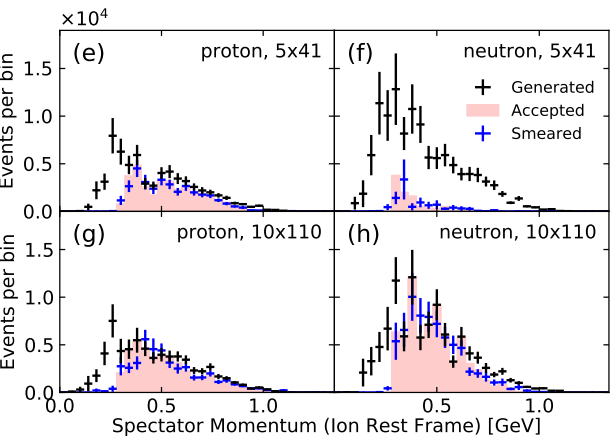 ×10⁴
(e) proton, 5x41
(f) neutron, 5x41
Generated
Accepted
Smeared
Events per bin
1.5
1.0
0.5
0.0
(g) proton, 10x110
(h) neutron, 10x110
Events per bin
1.5
1.0
0.5
0.0
0.0 0.5 1.0 0.5 1.0
Spectator Momentum (Ion Rest Frame) [GeV]